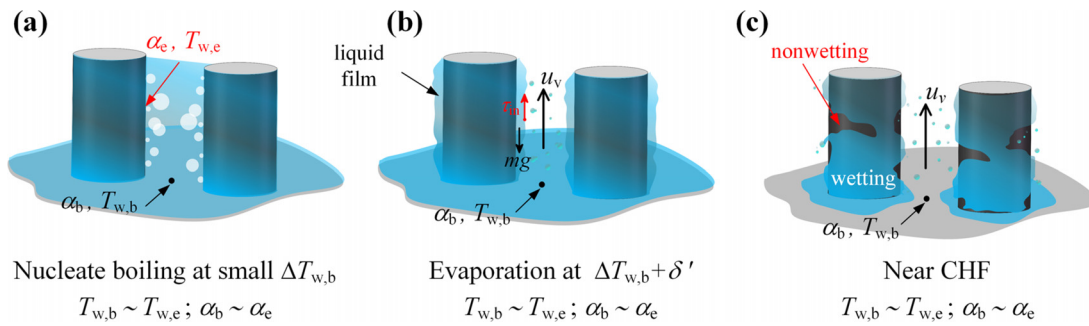 (a)
αe, Tw,e
αb, Tw,b
Nucleate boiling at small ΔTw,b
Tw,b ~ Tw,e ; αb ~ αe
(b)
liquid
film
uv
τin
mg
αb, Tw,b
Evaporation at ΔTw,b+δ′
Tw,b ~ Tw,e ; αb ~ αe
(c)
nonwetting
uv
wetting
αb, Tw,b
Near CHF
Tw,b ~ Tw,e ; αb ~ αe